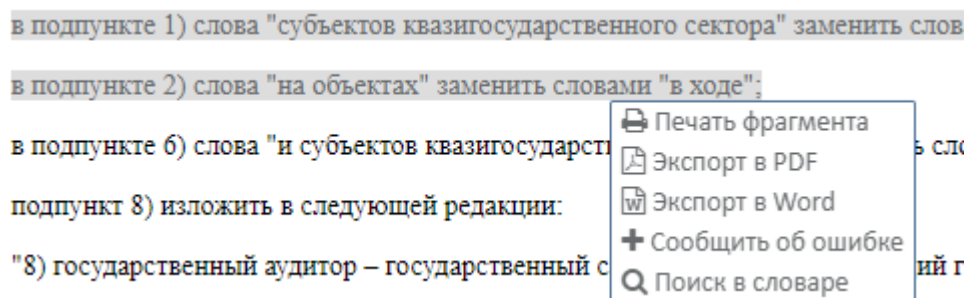 в подпункте 1) слова "субъектов квазигосударственного сектора" заменить слов
в подпункте 2) слова "на объектах" заменить словами "в ходе";
в подпункте 6) слова "и субъектов
подпункт 8) изложить в следующей редакции:
"8) государственный аудитор – государственный
Печать фрагмента
Экспорт в PDF
Экспорт в Word
Сообщить об ошибке
Поиск в словаре